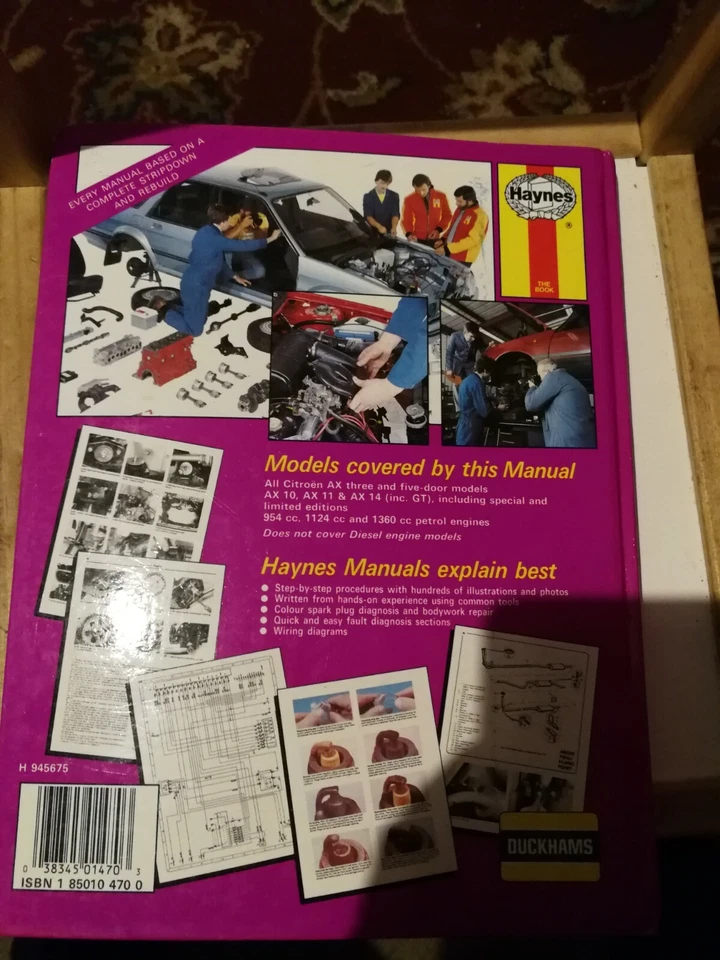 EVERY MANUAL BASED ON A
COMPLETE STRIPDOWN
AND REBUILD
Haynes
®
THE
BOOK
Models covered by this Manual
All Citroën AX three and five-door models
AX 10, AX 11 & AX 14 (inc. GT), including special and
limited editions
954 cc, 1124 cc and 1360 cc petrol engines
Does not cover Diesel engine models
Haynes Manuals explain best
Step-by-step procedures with hundreds of illustrations and photos
Written from hands-on experience using common tools
Colour spark plug diagnosis and bodywork repair
Quick and easy fault diagnosis sections
Wiring diagrams
H 945675
0 38345 01470 3
ISBN 1 85010 470 0
DUCKHAMS